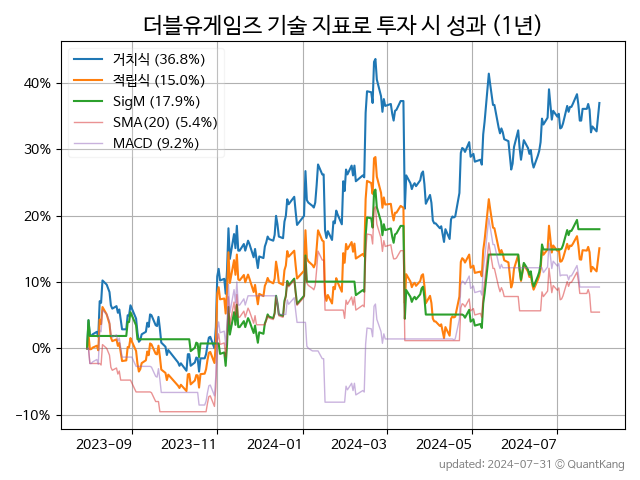 더블유게임즈 기술 지표로 투자 시 성과 (1년)
거치식 (36.8%)
적립식 (15.0%)
SigM (17.9%)
SMA(20) (5.4%)
MACD (9.2%)
40%
30%
20%
10%
0%
-10%
2023-09
2023-11
2024-01
2024-03
2024-05
2024-07
updated: 2024-07-31 © QuantKang